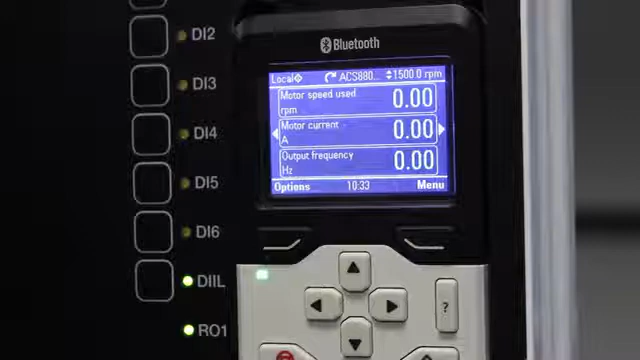 DI2
DI3
DI4
DI5
DI6
DIIL
RO1
Bluetooth
Local ACS880... 1500.0 rpm
Motor speed used
rpm 0.00
Motor current
A 0.00
Output frequency
Hz 0.00
Options 10:33 Menu
?